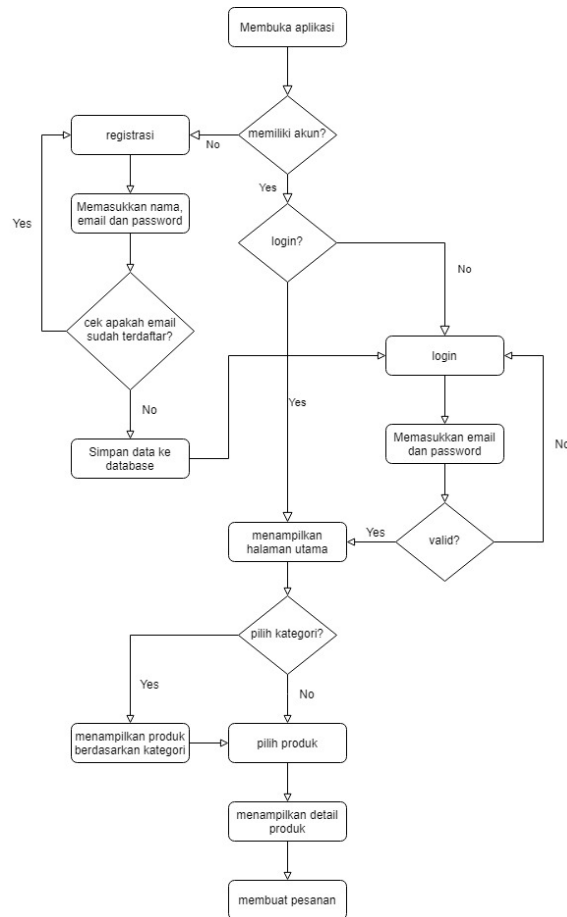 Membuka aplikasi
memiliki akun?
No
registrasi
Yes
Memasukkan nama,
email dan password
Yes
login?
No
cek apakah email
sudah terdaftar?
login
No
Yes
Simpan data ke
database
Memasukkan email
dan password
No
menampilkan
halaman utama
Yes
valid?
pilih kategori?
Yes
No
menampilkan produk
berdasarkan kategori
pilih produk
menampilkan detail
produk
membuat pesanan